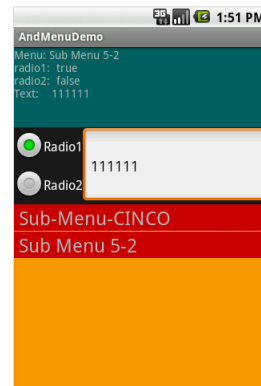 3G 1:51 PM
AndMenuDemo
Menu: Sub Menu 5-2
radio1: true
radio2: false
Text: 111111
Radio1
111111
Radio2
Sub-Menu-CINCO
Sub Menu 5-2